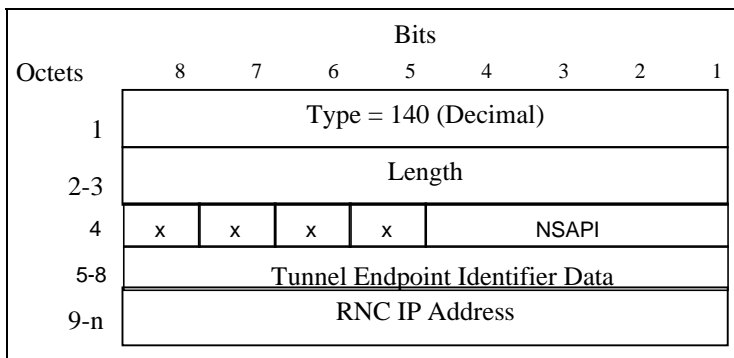 Bits
Octets 8 7 6 5 4 3 2 1
1 Type = 140 (Decimal)
2-3 Length
4 x x x x NSAPI
5-8 Tunnel Endpoint Identifier Data
9-n RNC IP Address